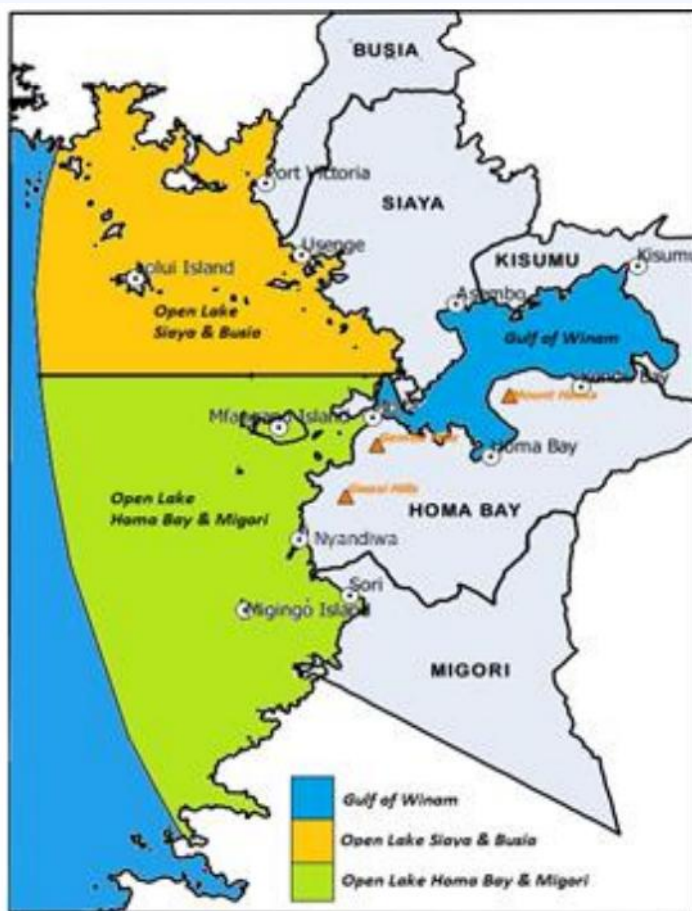 BUSIA
Port Victoria
SIAYA
Usenge
KISUMU
Kisumu
Lolui Island
Asembo
Open Lake
Siaya & Busia
Gulf of Winam
Mfangano Island
Homa Bay
Open Lake
Homa Bay & Migori
HOMA BAY
Nyandiwa
Sori
Migingo Island
MIGORI
Gulf of Winam
Open Lake Siaya & Busia
Open Lake Homa Bay & Migori